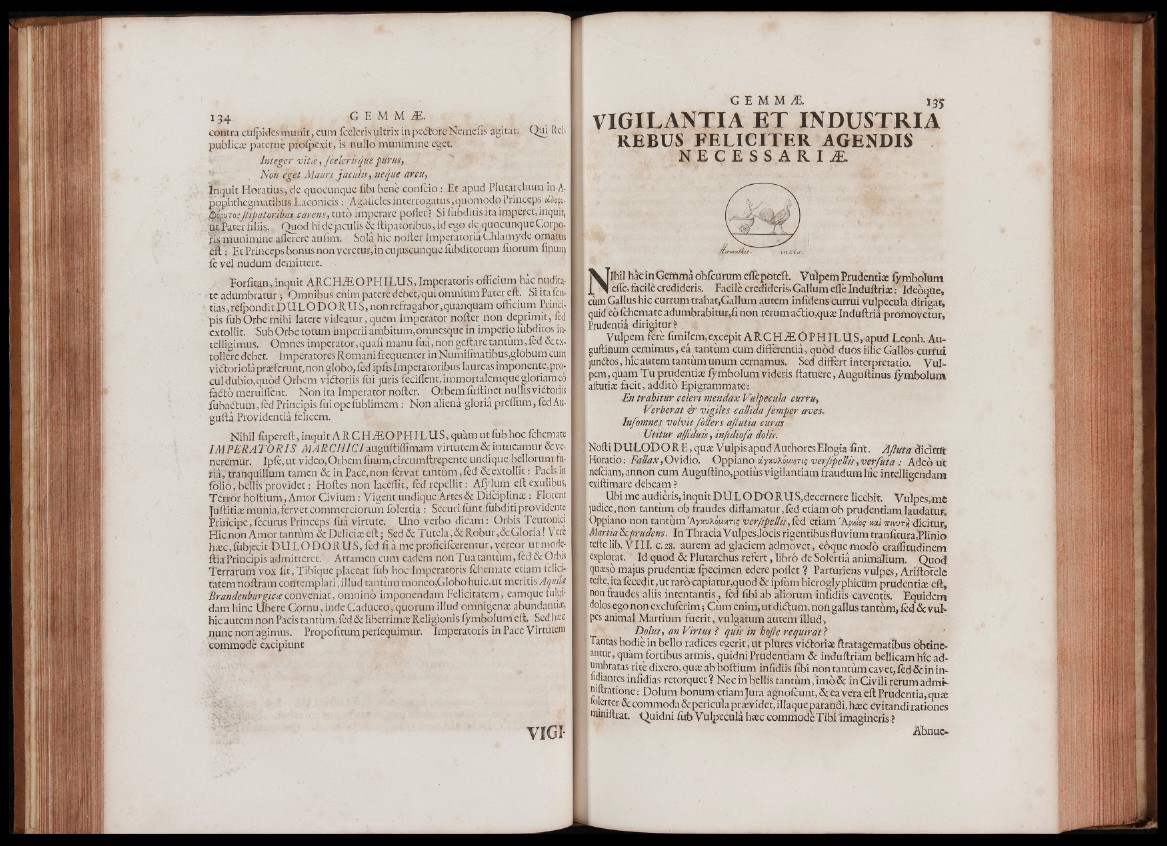 134 GEMMÆ.
contra cuſpides munit, cum ſceleris ultrix in pectore Nemeſis agitat. Qui Rei-
publicæ paterne proſpexit, is nullo munimine eget.
Integer vitæ, ſceleriſque purus,
Non eget Mauri jaculis, neque arcu,
Inquit Horatius, de quocunque ſibi benè conſcio: Et apud Plutarchum in A-
pophthegmatibus Laconicis: Agaſicles interrogatus, quomodo Princeps
ſtipatoribus carens, tutò imperare poſſet? Si ſubditis ita imperet, inquit,
ut Pater filiis. Quod hi de jaculis & ſtipatoribus, id ego de quocunque Corpo-
ris munimine aſſerere auſim. Solâ hic noſter Imperatoriâ Chlamyde ornatus
eſt: Et Princeps bonus non veretur, in cujuſcunque ſubditorum ſuorum ſinum
ſe vel nudum demittere.
Forſitan, inquit ARCHÆOPHILUS, Imperatoris officium hâc nudita-
te adumbratur; Omnibus enim patere debet, qui omnium Pater eſt. Si ita ſen-
tias, reſpondit DULODORUS, non refragabor, quanquam officium Princi-
pis ſub Orbe mihi latere videatur, quem Imperator noſter non deprimit, ſed
extollit. Sub Orbe totum imperii ambitum, omneſque in imperio ſubditos in-
telligimus. Omnes imperator, quaſi manu ſuâ, non geſtare tantùm, ſed & ex-
tollere debet. Imperatores Romani frequenter in Numiſmatibus, globum cum
victoriolâ præferunt, non globo, ſed ipſis Imperatoribus laureas imponente, pro-
cul dubio, quòd Orbem victoriis ſui juris feciſſent, immortalemque gloriam eò
facto meruiſſent. Non ita Imperator noſter. Orbem ſuſtinet nullis victoriis
ſubactum, ſed Principis ſui ope ſublimem: Non alienâ gloriâ preſſum, ſed Au-
guſtâ Providentiâ felicem.
Nihil ſupereſt, inquit ARCHÆOPHILUS, quàm ut ſub hoc ſchemate
IMPERATORIS MARCHICI auguſtiſſimam virtutem & intueamur & ve-
neremur. Ipſe, ut video, Orbem ſuum, circumſtrepente undique bellorum fu-
riâ, tranquillum tamen & in Pace, non ſervat tantùm, ſed & extollit: Pacis in
ſolio, bellis providet: Hoſtes non laceſſit, ſed repellit: Aſylum eſt exulibus,
Terror hoſtium, Amor Civium: Vigent undique Artes & Diſciplinæ: Florent
Juſtitiæ munia, fervet commerciorum ſolertia: Securi ſunt ſubditi providente
Principe, ſecurus Princeps ſuâ virtute. Uno verbo dicam: Orbis Teutonici
Hic non Amor tantùm & Deliciæ eſt; Sed & Tutela, & Robur, & Gloria! Verè
hæc, ſubjecit DULODORUS, ſed ſi à me proficiſcerentur, vereor ut mode-
ſtia Principis admitteret. Attamen cum eadem non Tua tantùm, ſed & Orbis
Terrarum vox ſit, Tibique placeat ſub hoc Imperatoris ſchemate etiam felici-
tatem noſtram contemplari, illud tantùm moneo, Globo huic, ut meritis Aquilæ
Brandenburgicæ conveniat, omninò imponendam Felicitatem, eamque fulgi-
dam hinc Ubere Cornu, inde Caduceo; quorum illud omnigenæ abundantiæ,
hic autem non Pacis tantùm, ſed & liberrimæ Religionis ſymbolum eſt. Sed hæc
nunc non agimus. Propoſitum perſequimur. Imperatoris in Pace Virtutem
commodè excipiunt
VIGI-
GEMMÆ. 135
VIGILANTIA ET INDUSTRIA
REBUS FELICITER AGENDIS
NECESSARIÆ.
NIhil hâc in Gemmâ obſcurum eſſe poteſt. Vulpem Prudentiæ ſymbolum
eſſe, facilè credideris. Facilè credideris Gallum eſſe Induſtriæ: Ideòque,
cum Gallus hic currum trahat, Gallum autem inſidens currui vulpecula dirigat,
quid eo ſchemate adumbrabitur, ſi non rerum actio, quæ Induſtriâ promovetur,
Prudentiâ dirigitur?
Vulpem ferè ſimilem, excepit ARCHÆOPHILUS, apud Leonh. Au-
guſtinum cernimus, eâ tantùm cum differentiâ, quòd duos illic Gallos currui
junctos, hic autem tantùm unum cernamus. Sed differt interpretatio. Vul-
pem, quam Tu prudentiæ ſymbolum videris ſtatuere, Auguſtinus ſymbolum
aſtutiæ facit, addito Epigrammate:
En trahitur celeri mendax Vulpecula curru,
Verberat & vigiles callida ſemper aves.
Inſomnes volvit ſollers aſtutia curas
Utitur aſſiduis, inſidioſa dolis.
Noſti DULODORE, quæ Vulpis apud Authores Elogia ſint. Aſtuta dicitur
Horatio: Fallax, Ovidio. Oppiano ἀγκυλόμητις verſipellis, verſuta: Adeò ut
neſciam, annon cum Auguſtino, potiùs vigilantiam fraudum hìc intelligendam
exiſtimare debeam?
Ubi me audieris, inquit DULODORUS, decernere licebit. Vulpes, me
judice, non tantùm ob fraudes diffamatur, ſed etiam ob prudentiam laudatur.
Oppiano non tantùm Ἀγκυλόμητις verſipellis, ſed etiam dicitur,
Martia & prudens. In Thracia Vulpes, locis rigentibus fluvium tranſitura, Plinio
teſte lib. VIII. c. 28. aurem ad glaciem admovet, eòque modò craſſitudinem
explorat. Id quod & Plutarchus refert, libro de Solertiâ animalium. Quod
quæſo majus prudentiæ ſpecimen edere poſſet? Parturiens vulpes, Ariſtotele
teſte, ita ſecedit, ut rarò capiatur, quod & ipſum hieroglyphicum prudentiæ eſt,
non fraudes aliis intentantis, ſed ſibi ab aliorum inſidiis caventis. Equidem
dolos ego non excluſerim; Cùm enim, ut dictum, non gallus tantùm, ſed & vul-
pes animal Martium fuerit, vulgatum autem illud,
Dolus, an Virtus? quis in hoſte requirat?
Tantas hodiè in bello radices egerit, ut plures victoriæ ſtratagematibus obtine-
antur, quàm fortibus armis, quidni Prudentiam & induſtriam bellicam hìc ad-
umbratas ritè dixero, quæ ab hoſtium inſidiis ſibi non tantùm cavet, ſed & in in-
ſidiantes inſidias retorquet? Nec in bellis tantùm, imò & in Civili rerum admi-
niſtratione: Dolum bonum etiam Jura agnoſcunt, & ea vera eſt Prudentia, quæ
ſolerter & commoda & pericula prævidet, illaque parandi, hæc evitandi rationes
miniſtrat. Quidni ſub Vulpeculâ hæc commodè Tibi imagineris?
Abnue-